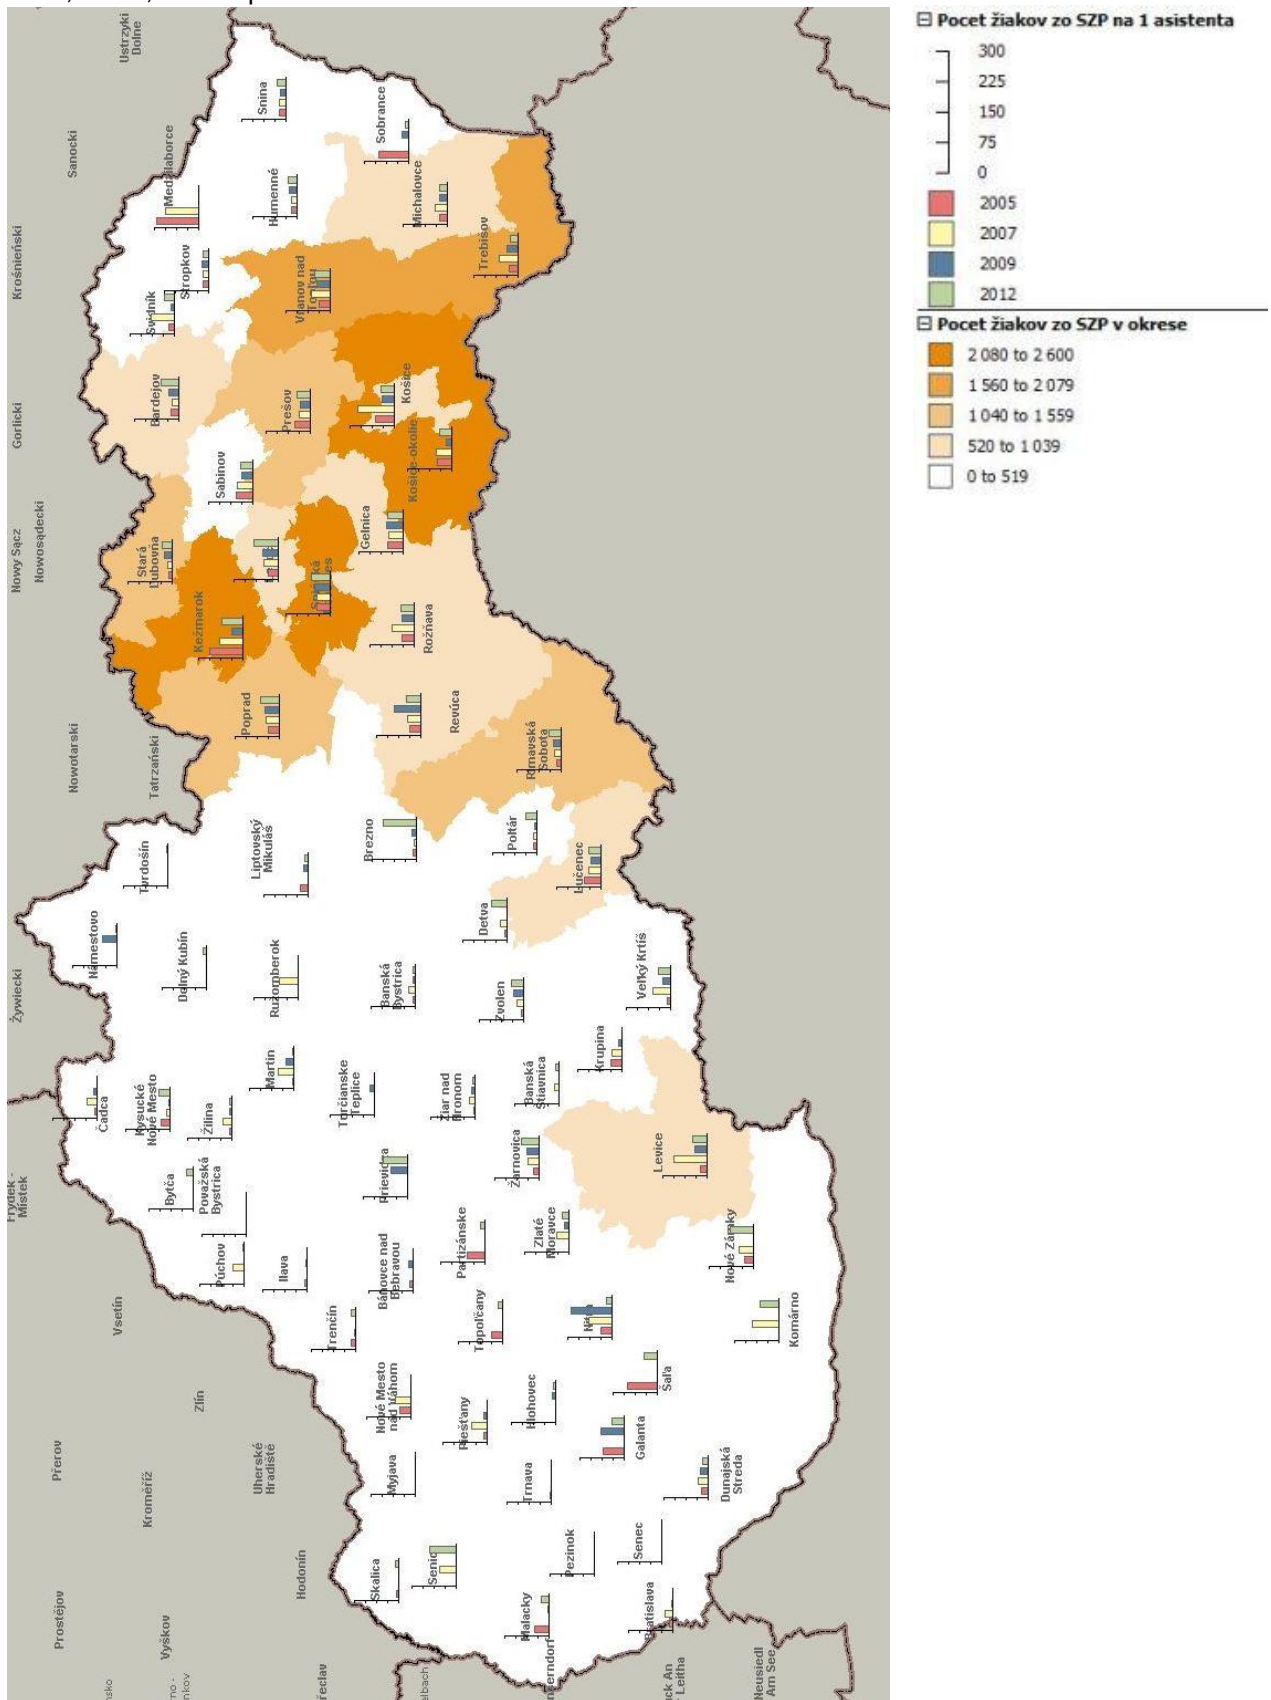 Pocet žiakov zo SZP na 1 asistenta
300
225
150
75
0
2005
2007
2009
2012
Pocet žiakov zo SZP v okrese
2 080 to 2 600
1 560 to 2 079
1 040 to 1 559
520 to 1 039
0 to 519
Ustrzyki
Dolne
Sanocki
Krośnieński
Gorlicki
Nowy Sącz
Nowosądecki
Nowotarski
Tatrzański
Żywiecki
Frýdek -
Místek
Vsetín
Zlín
Přerov
Kroměříž
Uherské
Hradiště
Hodonín
Prostějov
Vyškov
Neusiedl
Am See
Snina
Sobrance
Medzilaborce
Humenné
Michalovce
Stropkov
Svidník
Vranov nad
Topľou
Trebišov
Bardejov
Prešov
Košice
Košice-okolie
Sabinov
Stará
Ľubovňa
Gelnica
Kežmarok
Rožňava
Poprad
Revúca
Rimavská
Sobota
Tvrdošín
Liptovský
Mikuláš
Brezno
Poltár
Lučenec
Detva
Námestovo
Dolný Kubín
Ružomberok
Banská
Bystrica
Zvolen
Veľký Krtíš
Krupina
Martin
Turčianske
Teplice
Žiar nad
Hronom
Banská
Štiavnica
Čadca
Kysucké
Nové Mesto
Žilina
Bytča
Považská
Bystrica
Prievidza
Žarnovica
Levice
Púchov
Ilava
Bánovce nad
Bebravou
Partizánske
Zlaté
Moravce
Nové Zámky
Trenčín
Topoľčany
Nitra
Komárno
Nové Mesto
nad Váhom
Piešťany
Hlohovec
Šaľa
Galanta
Myjava
Trnava
Dunajská
Streda
Skalica
Senica
Pezinok
Senec
Malacky
Bratislava